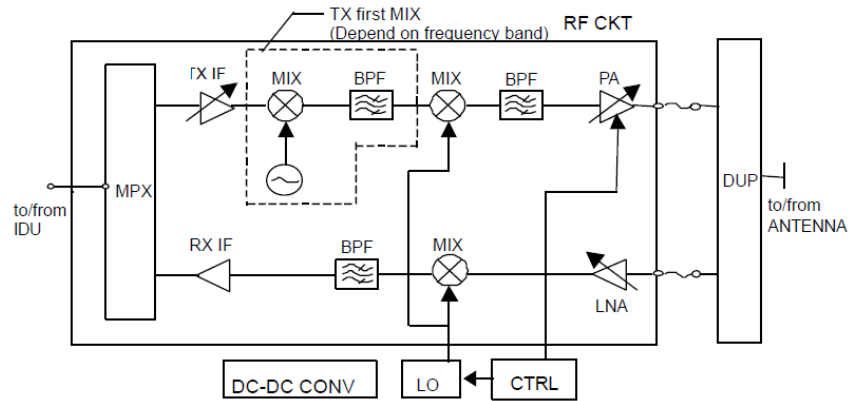 TX first MIX
(Depend on frequency band)
RF CKT
TX IF
MIX
BPF
MIX
BPF
PA
MPX
DUP
to/from
IDU
to/from
ANTENNA
RX IF
BPF
MIX
LNA
DC-DC CONV
LO
CTRL